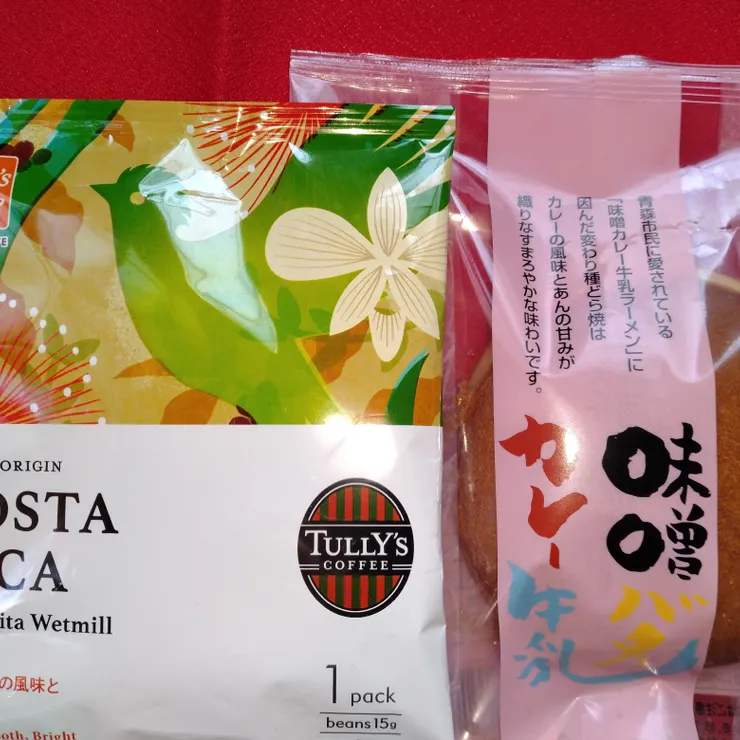 ORIGIN
OSTA
CA
ita Wetmill
の風味と
oth, Bright
TULLY'S
COFFEE
1 pack
beans 15g
青森市民に愛されている
「味噌カレー牛乳ラーメン」に
因んだ変わり種どら焼は
カレーの風味とあんの甘みが
織りなすまろやかな味わいです。
味噌バター
カレー牛乳